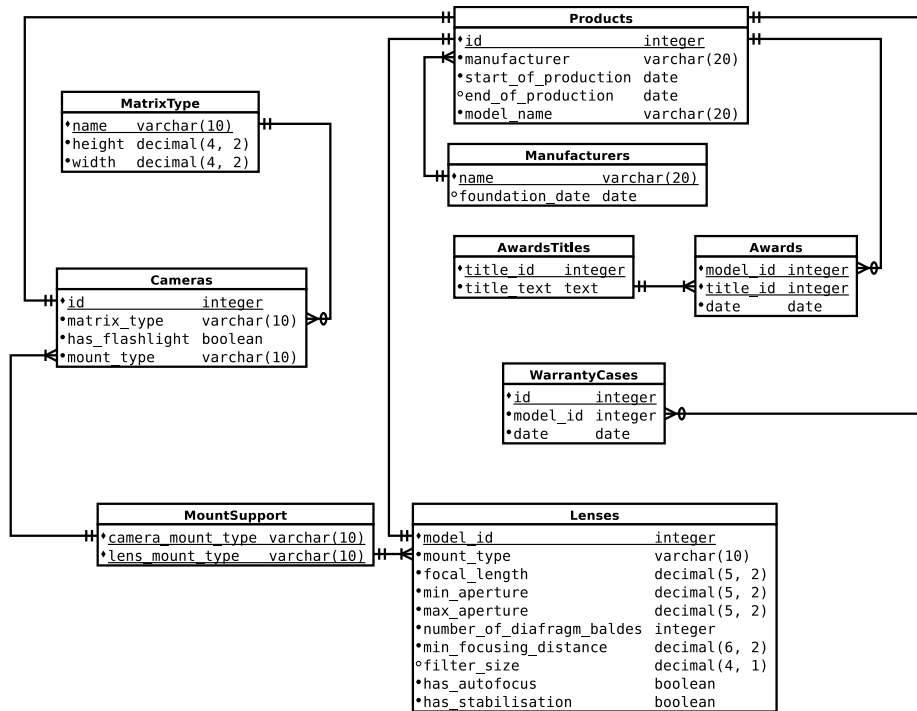 Products
id integer
manufacturer varchar(20)
start_of_production date
end_of_production date
model_name varchar(20)
MatrixType
name varchar(10)
height decimal(4, 2)
width decimal(4, 2)
Manufacturers
name varchar(20)
foundation_date date
AwardsTitles
title_id integer
title_text text
Awards
model_id integer
title_id integer
date date
Cameras
id integer
matrix_type varchar(10)
has_flashlight boolean
mount_type varchar(10)
WarrantyCases
id integer
model_id integer
date date
MountSupport
camera_mount_type varchar(10)
lens_mount_type varchar(10)
Lenses
model_id integer
mount_type varchar(10)
focal_length decimal(5, 2)
min_aperture decimal(5, 2)
max_aperture decimal(5, 2)
number_of_diafragm_baldes integer
min_focusing_distance decimal(6, 2)
filter_size decimal(4, 1)
has_autofocus boolean
has_stabilisation boolean